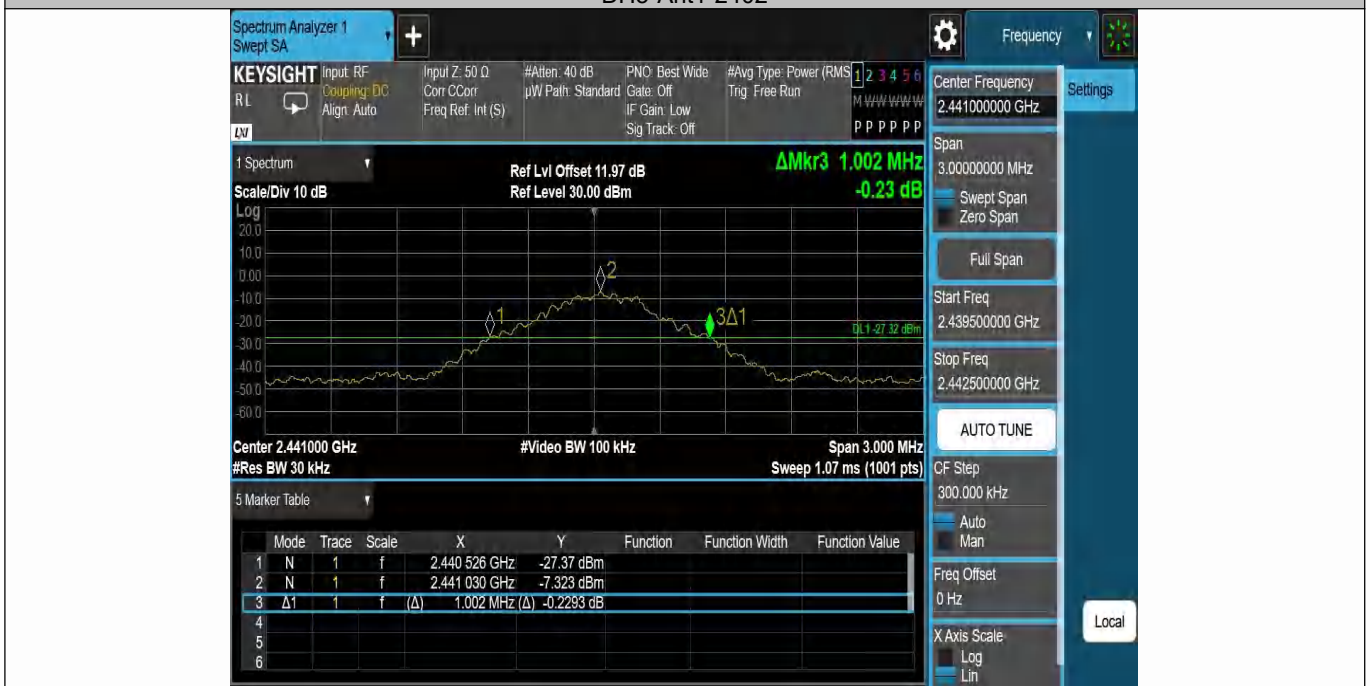 Spectrum Analyzer 1
Swept SA
+
Frequency
KEYSIGHT
RL
LXI
Input: RF
Coupling: DC
Align: Auto
Input Z: 50 Ω
Corr CCorr
Freq Ref: Int (S)
#Atten: 40 dB
µW Path: Standard
PNO: Best Wide
Gate: Off
IF Gain: Low
Sig Track: Off
#Avg Type: Power (RMS
Trig: Free Run
1 2 3 4 5 6
M W W W W W
P P P P P P
1 Spectrum
Scale/Div 10 dB
Ref Lvl Offset 11.97 dB
Ref Level 30.00 dBm
ΔMkr3 1.002 MHz
-0.23 dB
Log
20.0
10.0
0.00
-10.0
-20.0
-30.0
-40.0
-50.0
-60.0
1
2
3Δ1
DL1 -27.32 dBm
Center 2.441000 GHz
#Video BW 100 kHz
Span 3.000 MHz
#Res BW 30 kHz
Sweep 1.07 ms (1001 pts)
5 Marker Table
Mode Trace Scale X Y Function Function Width Function Value
1 N 1 f 2.440 526 GHz -27.37 dBm
2 N 1 f 2.441 030 GHz -7.323 dBm
3 Δ1 1 f (Δ) 1.002 MHz (Δ) -0.2293 dB
4
5
6
Center Frequency
2.441000000 GHz
Settings
Span
3.00000000 MHz
Swept Span
Zero Span
Full Span
Start Freq
2.439500000 GHz
Stop Freq
2.442500000 GHz
AUTO TUNE
CF Step
300.000 kHz
Auto
Man
Freq Offset
0 Hz
X Axis Scale
Log
Lin
Local